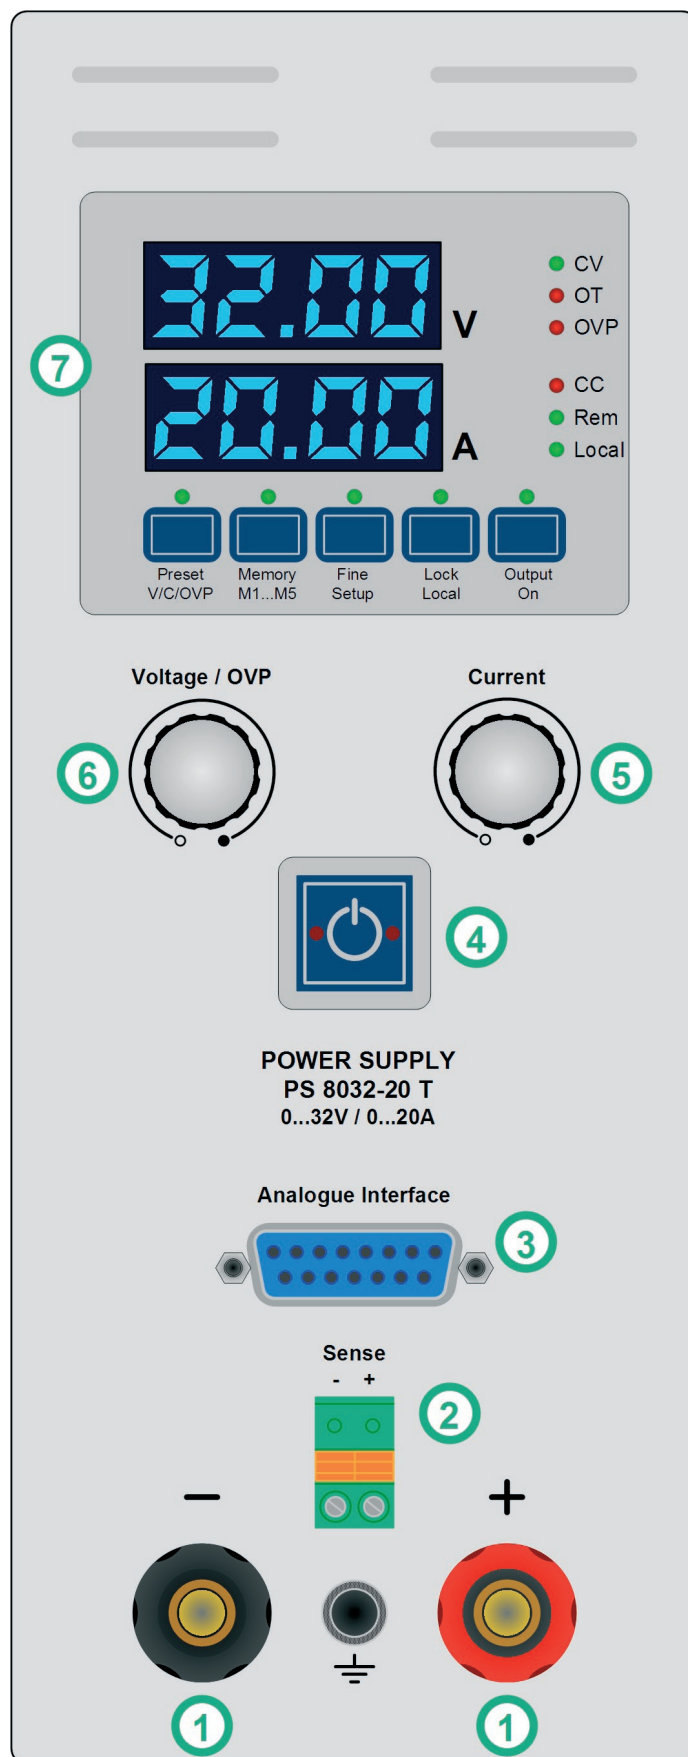 32.00
V
CV
OT
OVP
7
20.00
A
CC
Rem
Local
Preset
V/C/OVP
Memory
M1...M5
Fine
Setup
Lock
Local
Output
On
Voltage / OVP
Current
6
5
4
POWER SUPPLY
PS 8032-20 T
0...32V / 0...20A
Analogue Interface
3
Sense
- +
2
− +
1
1